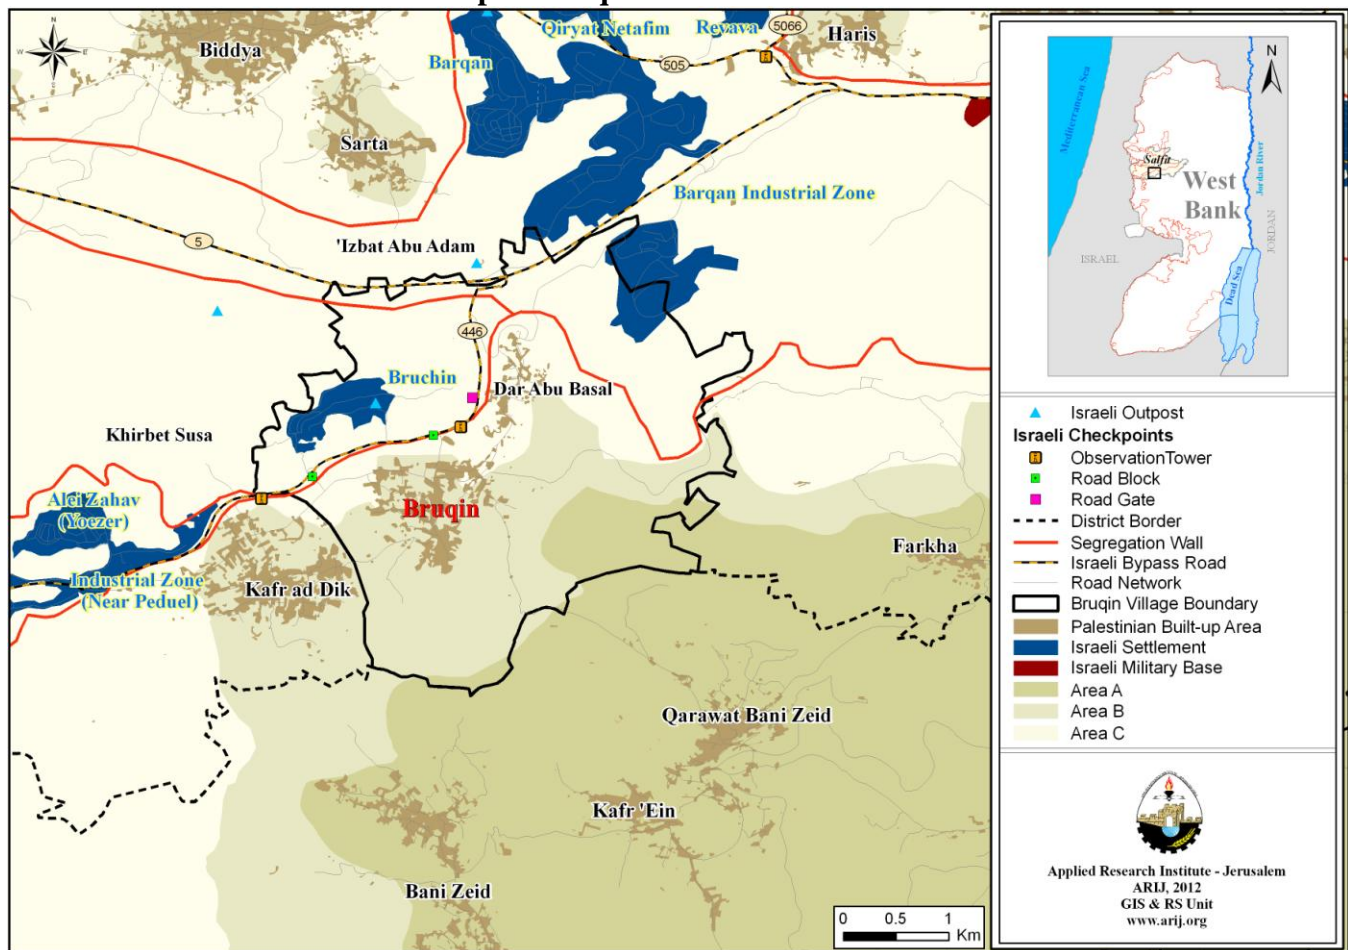 N
W
E
S
Biddya
Barqan
Qiryat Netafim
Revava
5066
Haris
505
Sarta
Barqan Industrial Zone
5
'Izbat Abu Adam
446
Bruchin
Dar Abu Basal
Khirbet Susa
Alei Zahav
(Yoezer)
Bruqin
Farkha
Industrial Zone
(Near Peduel)
Kafr ad Dik
Qarawat Bani Zeid
Kafr 'Ein
Bani Zeid
0 0.5 1
Km
N
Mediterranean Sea
Salfit
West
Bank
Jordan River
JORDAN
ISRAEL
Dead Sea
Israeli Outpost
Israeli Checkpoints
ObservationTower
Road Block
Road Gate
District Border
Segregation Wall
Israeli Bypass Road
Road Network
Bruqin Village Boundary
Palestinian Built-up Area
Israeli Settlement
Israeli Military Base
Area A
Area B
Area C
Applied Research Institute - Jerusalem
ARIJ, 2012
GIS & RS Unit
www.arij.org